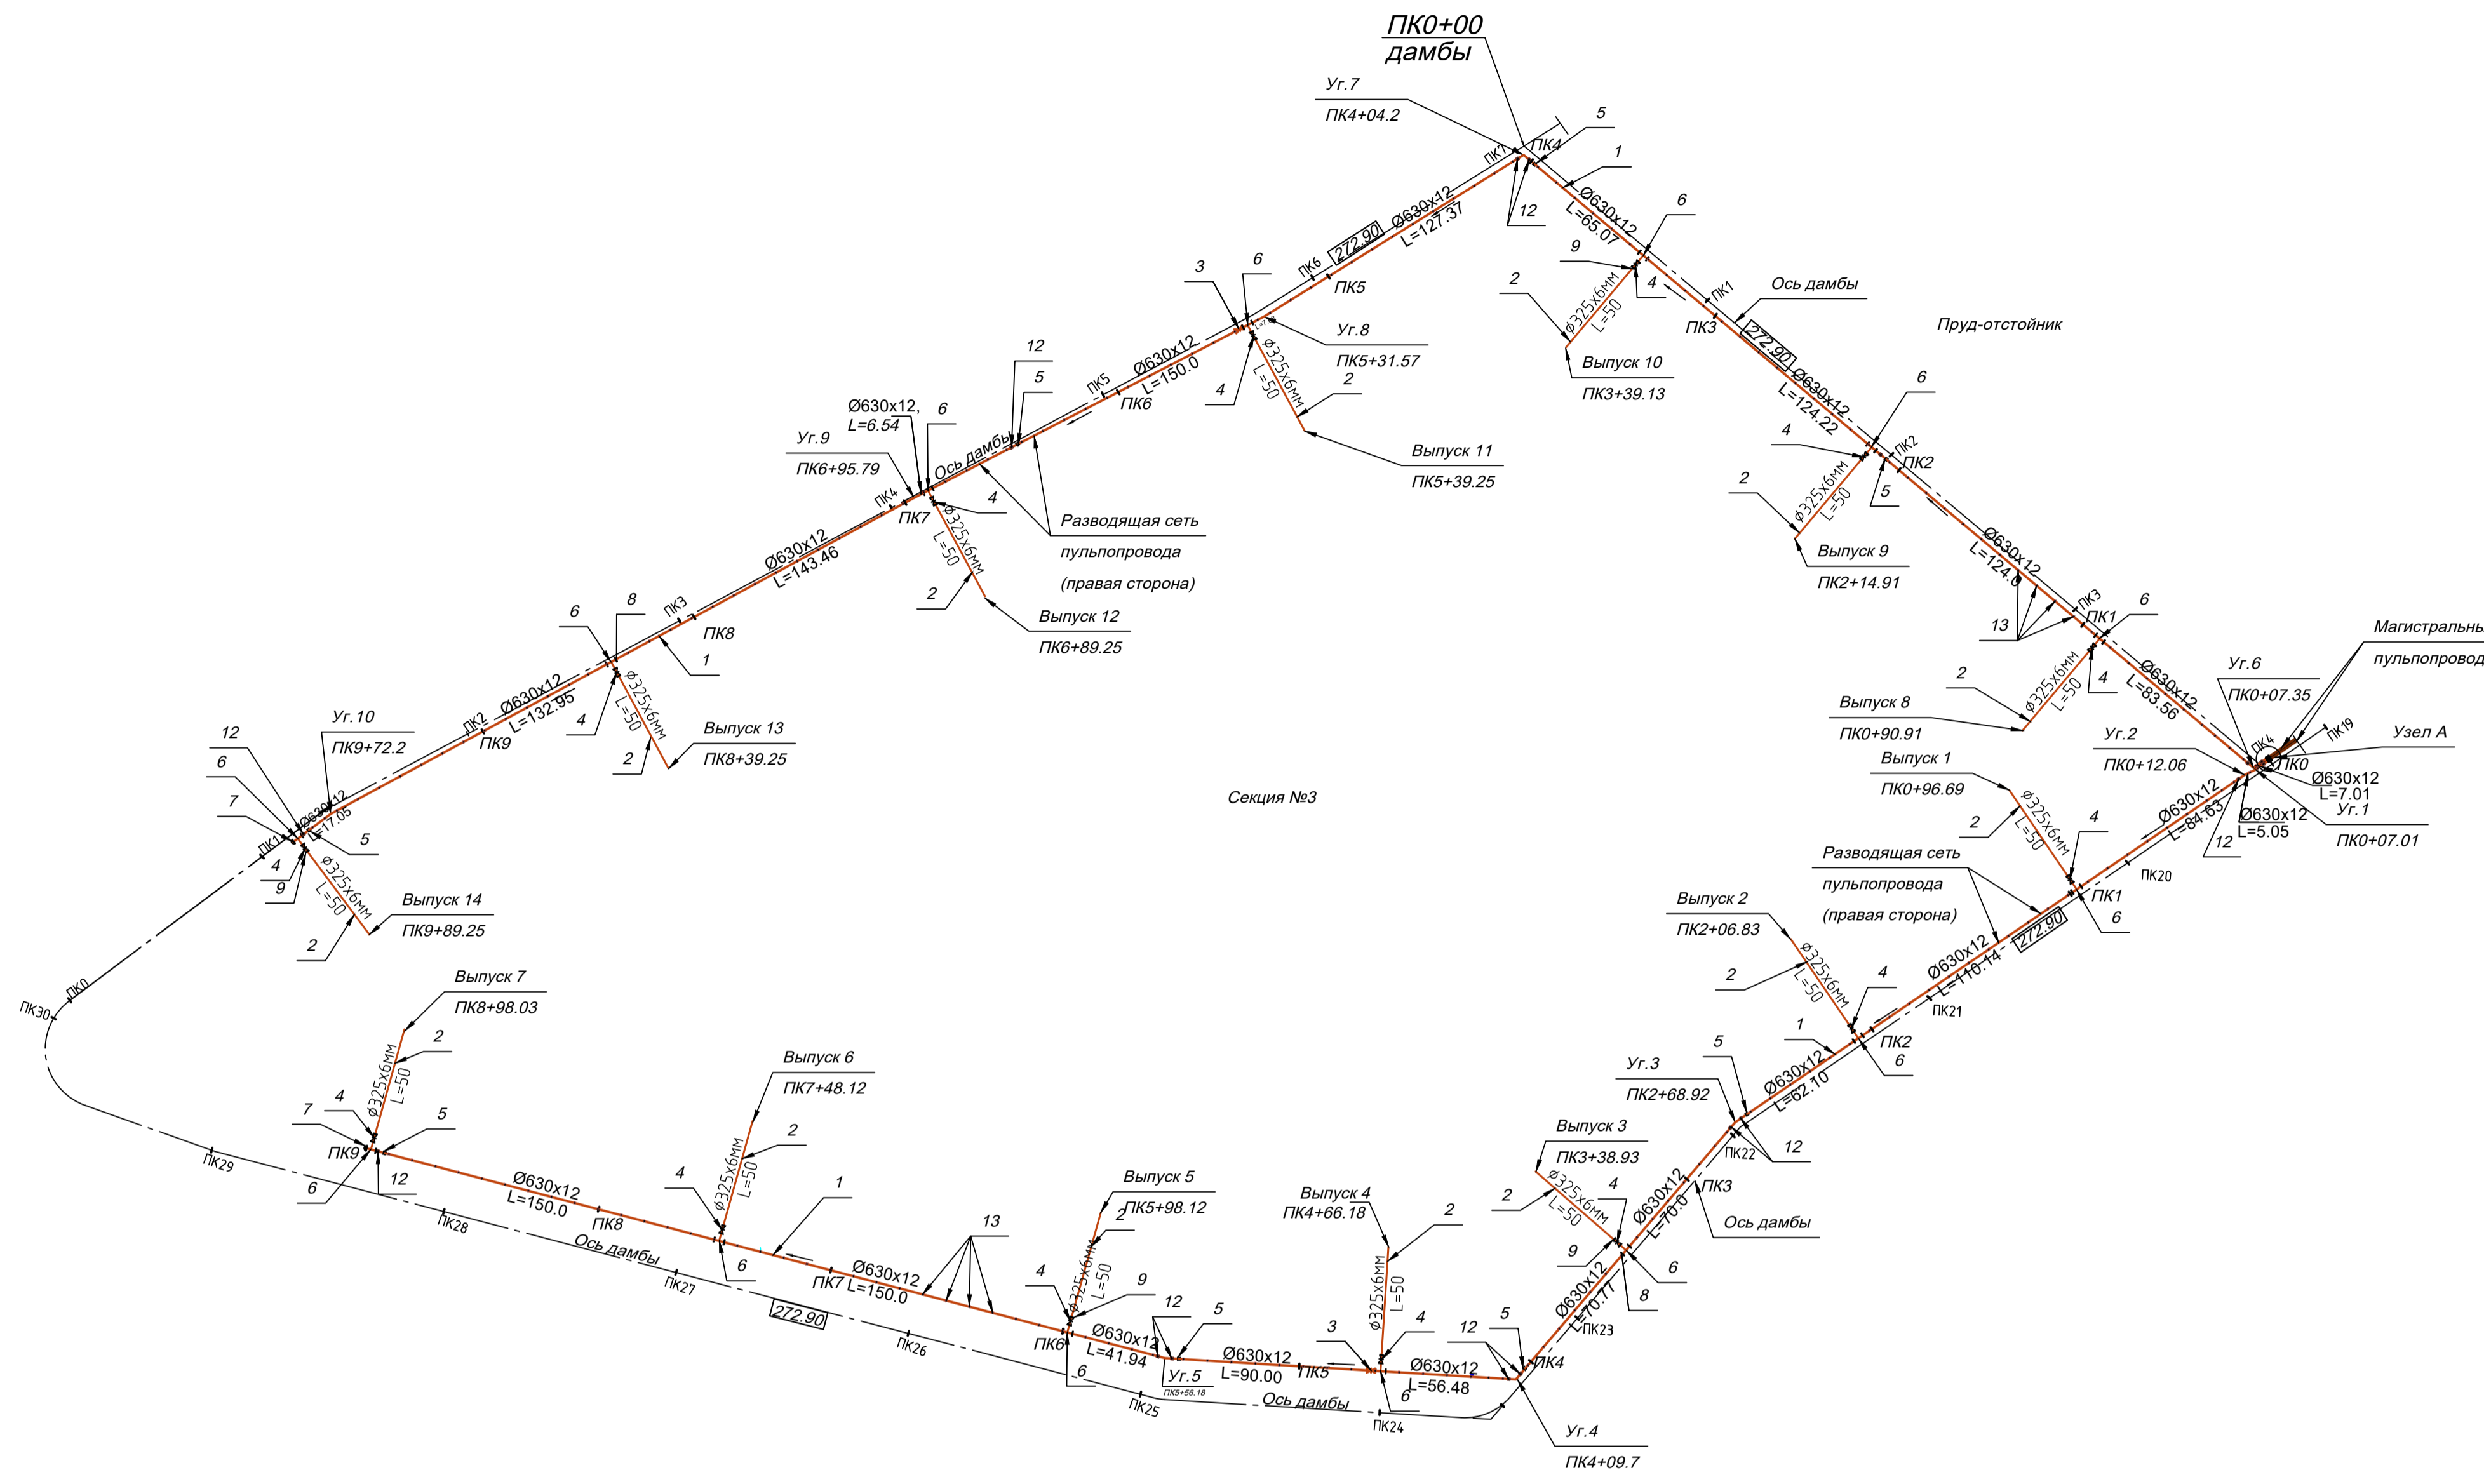 ПК0+00
дамбы
Уг.7
ПК4+04.2
5
1
ПК7
ПК4
12
Ø630х12
L=65.07
6
9
4
2
ф325х6мм
L=50
Выпуск 10
ПК3+39.13
ПК1
Ось дамбы
ПК3
272.90
Пруд-отстойник
Ø630х12
L=127.37
272.90
ПК6
ПК5
3
6
Уг.8
ПК5+31.57
Ø630х12
L=150.0
4
ф325х6мм
L=50
2
Выпуск 11
ПК5+39.25
12
5
ПК5
ПК6
Ø630х12,
L=6.54
6
Уг.9
ПК6+95.79
Ось дамбы
ПК4
ПК7
4
Разводящая сеть
пульпопровода
(правая сторона)
ф325х6мм
L=50
2
Выпуск 12
ПК6+89.25
Ø630х12
L=124.22
6
4
ПК2
ПК2
5
2
ф325х6мм
L=50
Выпуск 9
ПК2+14.91
Ø630х12
L=124.0
13
ПК3
ПК1
6
4
2
ф325х6мм
L=50
Выпуск 8
ПК0+90.91
Ø630х12
L=83.56
Магистральны
пульпопровод
Уг.6
ПК0+07.35
ПК19
Узел А
ПК4
ПК0
Уг.2
ПК0+12.06
Ø630х12
L=7.01
Уг.1
ПК0+07.01
Ø630х12
L=5.05
12
Ø630х12
L=84.63
Ø630х12
L=143.46
6
8
ПК3
ПК8
1
4
ф325х6мм
L=50
2
Выпуск 13
ПК8+39.25
Ø630х12
L=132.95
ПК2
ПК9
Уг.10
ПК9+72.2
12
6
7
Ø630х12
L=17.05
5
ПК1
4
9
ф325х6мм
L=50
2
Выпуск 14
ПК9+89.25
Секция №3
Выпуск 1
ПК0+96.69
2
ф325х6мм
L=50
4
ПК20
ПК1
6
Разводящая сеть
пульпопровода
(правая сторона)
272.90
Выпуск 2
ПК2+06.83
2
ф325х6мм
L=50
4
Ø630х12
L=110.14
ПК21
ПК2
6
1
5
Уг.3
ПК2+68.92
Ø630х12
L=62.10
12
ПК22
ПК3
Ось дамбы
Выпуск 3
ПК3+38.93
2
ф325х6мм
L=50
4
9
Ø630х12
L=70.0
6
8
Ø630х12
L=70.77
ПК23
ПК0
ПК30
Выпуск 7
ПК8+98.03
2
ф325х6мм
L=50
4
7
5
ПК9
6
12
ПК29
ПК28
Ø630х12
L=150.0
ПК8
Ось дамбы
Выпуск 6
ПК7+48.12
2
ф325х6мм
L=50
4
1
6
ПК27
272.90
ПК7
Ø630х12
L=150.0
13
ПК26
Выпуск 5
ПК5+98.12
2
ф325х6мм
L=50
4
9
ПК6
6
Ø630х12
L=41.94
12
5
Уг.5
ПК5+56.18
ПК25
Ø630х12
L=90.00
ПК5
Ось дамбы
Выпуск 4
ПК4+66.18
2
ф325х6мм
L=50
3
4
6
Ø630х12
L=56.48
12
5
ПК4
ПК24
Уг.4
ПК4+09.7